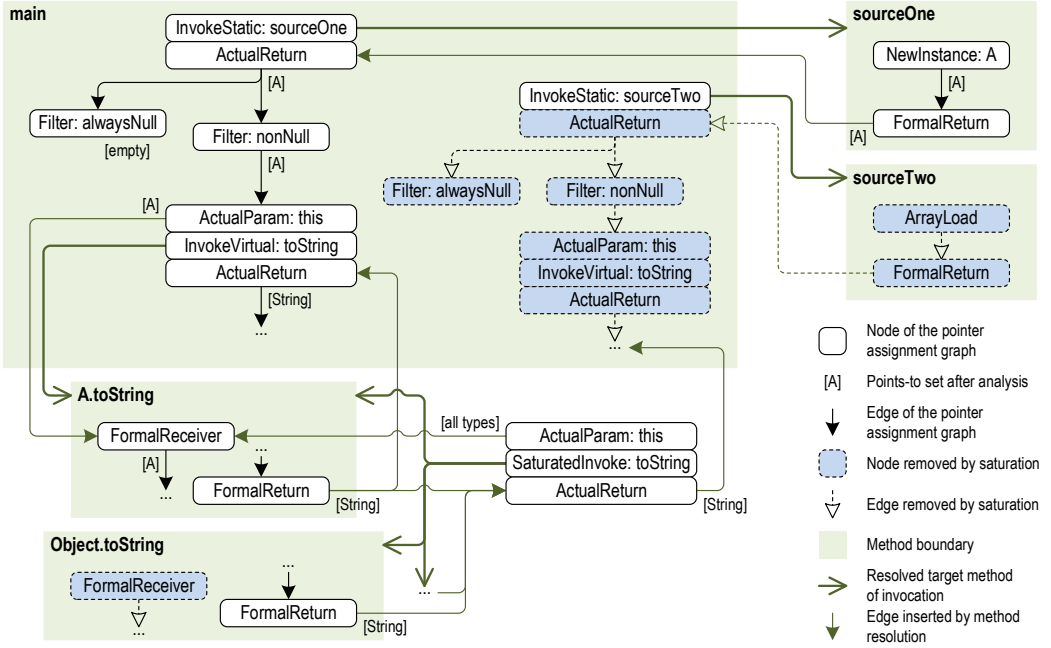 main
InvokeStatic: sourceOne
ActualReturn
[A]
Filter: alwaysNull
[empty]
Filter: nonNull
[A]
[A]
ActualParam: this
InvokeVirtual: toString
ActualReturn
[String]
...
InvokeStatic: sourceTwo
ActualReturn
Filter: alwaysNull
Filter: nonNull
ActualParam: this
InvokeVirtual: toString
ActualReturn
...
sourceOne
NewInstance: A
[A]
FormalReturn
[A]
sourceTwo
ArrayLoad
FormalReturn
A.toString
FormalReceiver
[A]
...
...
FormalReturn
[String]
[all types]
ActualParam: this
SaturatedInvoke: toString
ActualReturn
[String]
Object.toString
FormalReceiver
...
...
FormalReturn
[String]
...
Node of the pointer
assignment graph
[A]
Points-to set after analysis
Edge of the pointer
assignment graph
Node removed by saturation
Edge removed by saturation
Method boundary
Resolved target method
of invocation
Edge inserted by method
resolution